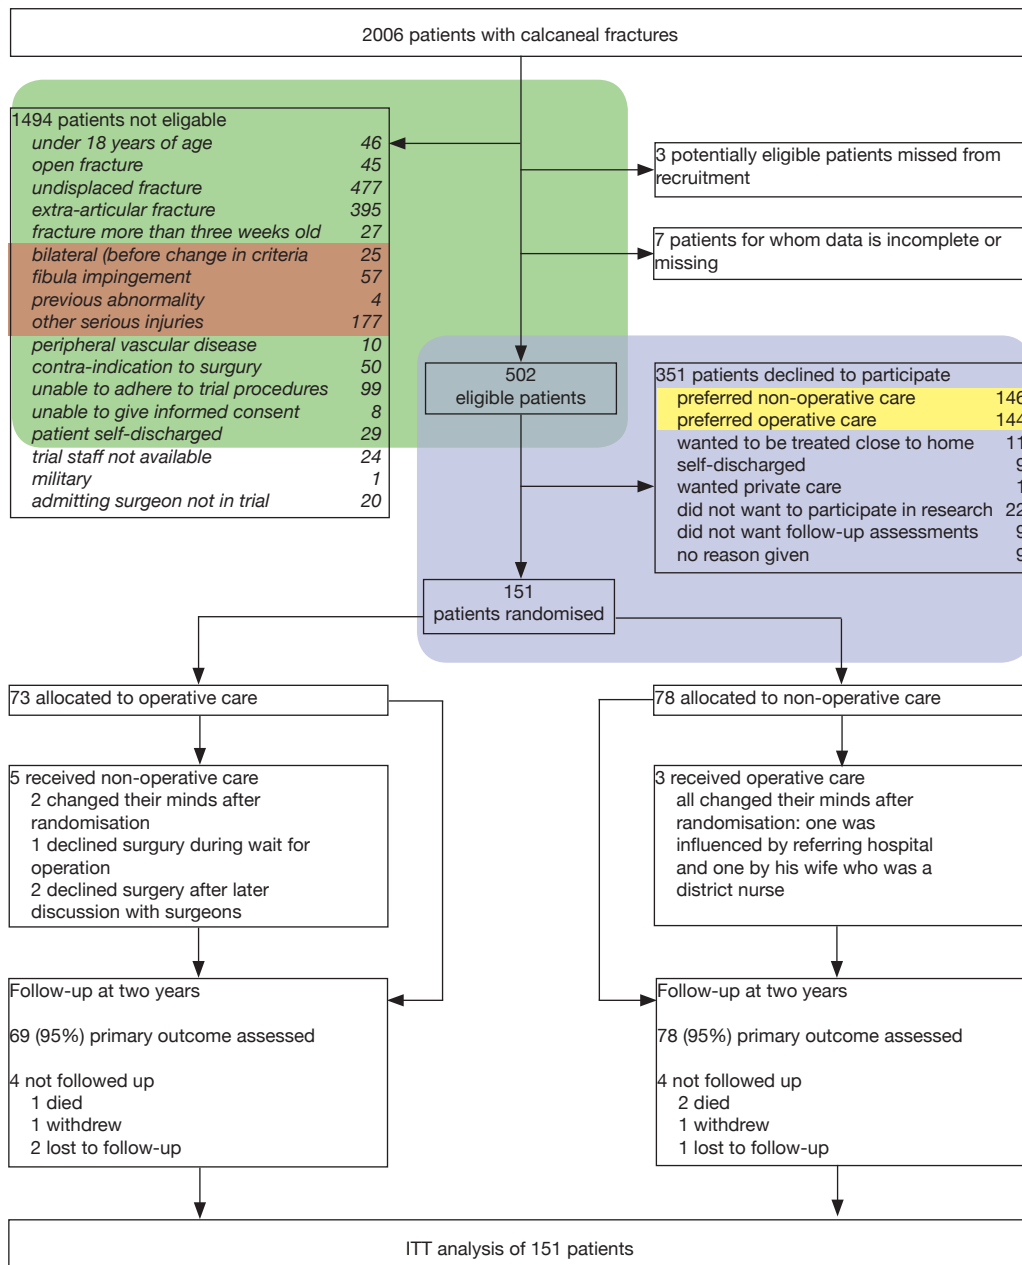 2006 patients with calcaneal fractures
1494 patients not eligable
under 18 years of age 46
open fracture 45
undisplaced fracture 477
extra-articular fracture 395
fracture more than three weeks old 27
bilateral (before change in criteria 25
fibula impingement 57
previous abnormality 4
other serious injuries 177
peripheral vascular disease 10
contra-indication to surgury 50
unable to adhere to trial procedures 99
unable to give informed consent 8
patient self-discharged 29
trial staff not available 24
military 1
admitting surgeon not in trial 20
3 potentially eligible patients missed from
recruitment
7 patients for whom data is incomplete or
missing
502
eligible patients
351 patients declined to participate
preferred non-operative care 146
preferred operative care 144
wanted to be treated close to home 11
self-discharged 9
wanted private care 1
did not want to participate in research 22
did not want follow-up assessments 9
no reason given 9
151
patients randomised
73 allocated to operative care
78 allocated to non-operative care
5 received non-operative care
2 changed their minds after
randomisation
1 declined surgury during wait for
operation
2 declined surgery after later
discussion with surgeons
3 received operative care
all changed their minds after
randomisation: one was
influenced by referring hospital
and one by his wife who was a
district nurse
Follow-up at two years
69 (95%) primary outcome assessed
4 not followed up
1 died
1 withdrew
2 lost to follow-up
Follow-up at two years
78 (95%) primary outcome assessed
4 not followed up
2 died
1 withdrew
1 lost to follow-up
ITT analysis of 151 patients